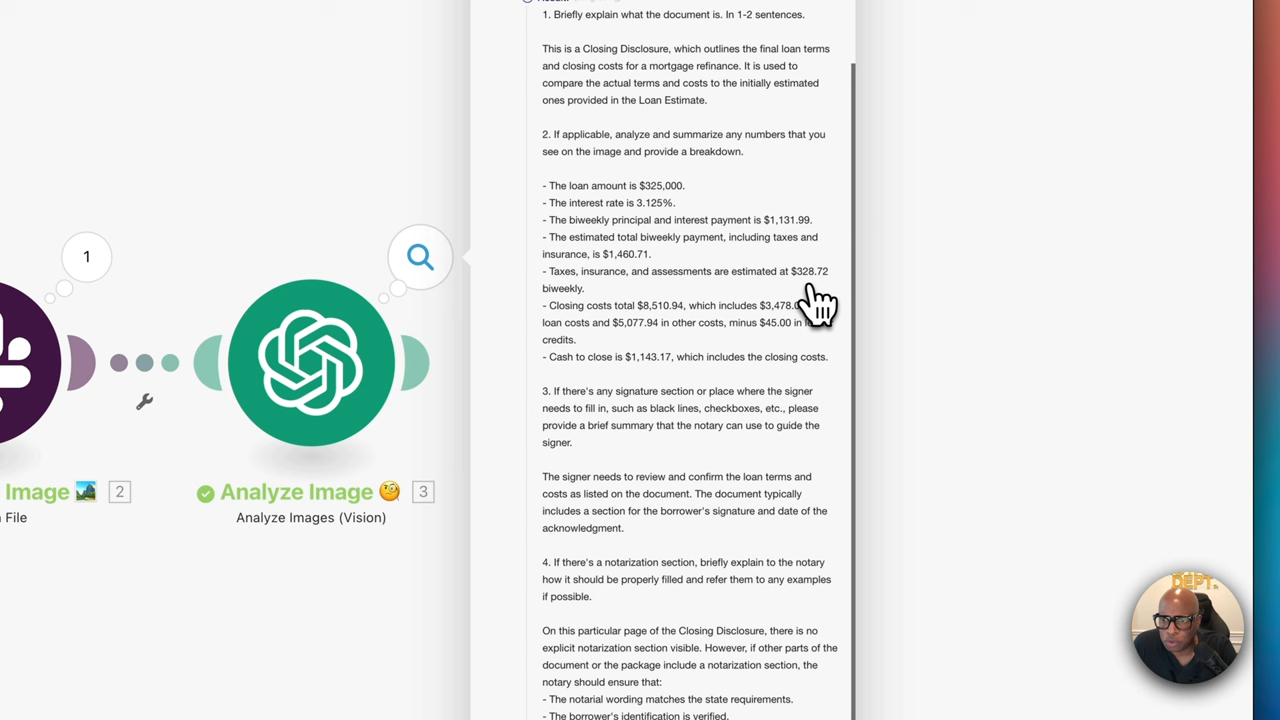 1. Briefly explain what the document is. In 1-2 sentences.
This is a Closing Disclosure, which outlines the final loan terms
and closing costs for a mortgage refinance. It is used to
compare the actual terms and costs to the initially estimated
ones provided in the Loan Estimate.
2. If applicable, analyze and summarize any numbers that you
see on the image and provide a breakdown.
- The loan amount is $325,000.
- The interest rate is 3.125%.
- The biweekly principal and interest payment is $1,131.99.
- The estimated total biweekly payment, including taxes and
insurance, is $1,460.71.
- Taxes, insurance, and assessments are estimated at $328.72
biweekly.
- Closing costs total $8,510.94, which includes
loan costs and $5,077.94 in other costs, minus $45.00 in
credits.
- Cash to close is $1,143.17, which includes the closing costs.
3. If there's any signature section or place where the signer
needs to fill in, such as black lines, checkboxes, etc., please
provide a brief summary that the notary can use to guide the
signer.
The signer needs to review and confirm the loan terms and
costs as listed on the document. The document typically
includes a section for the borrower's signature and date of the
acknowledgment.
4. If there's a notarization section, briefly explain to the notary
how it should be properly filled and refer them to any examples
if possible.
On this particular page of the Closing Disclosure, there is no
explicit notarization section visible. However, if other parts of the
document or the package include a notarization section, the
notary should ensure that:
- The notarial wording matches the state requirements.
- The borrower's identification is verified.
1
Image 2
File
Analyze Image 3
Analyze Images (Vision)
DEPT